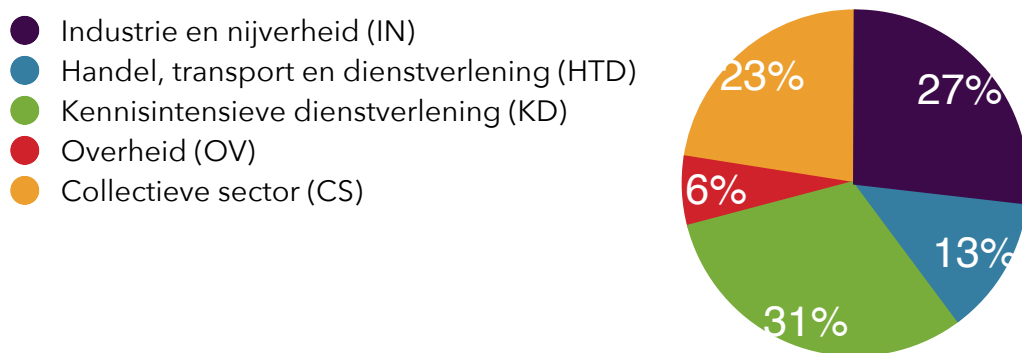 Industrie en nijverheid (IN)
Handel, transport en dienstverlening (HTD)
Kennisintensieve dienstverlening (KD)
Overheid (OV)
Collectieve sector (CS)
23%
27%
6%
13%
31%